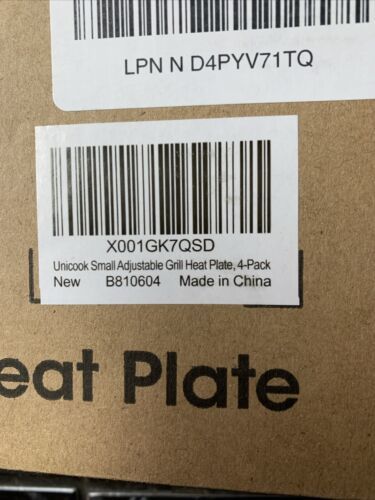 LPN N D4PYV71TQ
X001GK7QSD
Unicook Small Adjustable Grill Heat Plate, 4-Pack
New B810604 Made in China
eat Plate